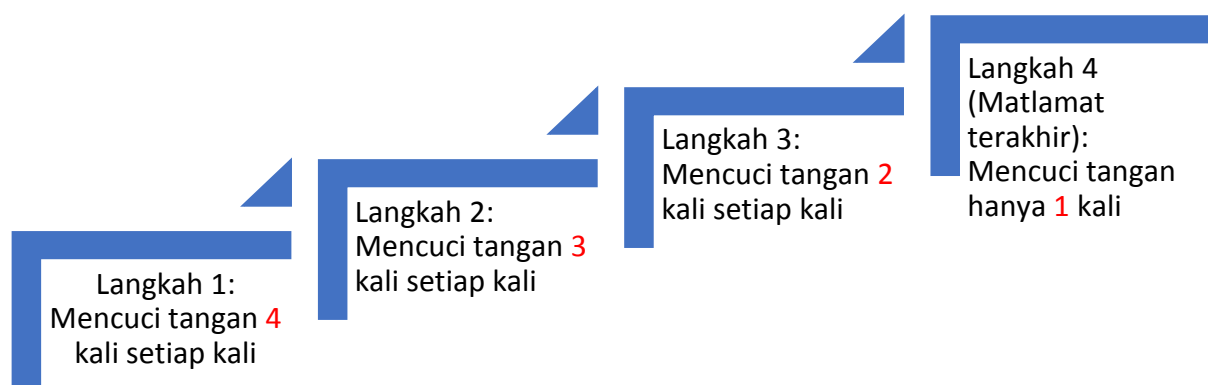 Langkah 1:
Mencuci tangan 4
kali setiap kali
Langkah 2:
Mencuci tangan 3
kali setiap kali
Langkah 3:
Mencuci tangan 2
kali setiap kali
Langkah 4
(Matlamat
terakhir):
Mencuci tangan
hanya 1 kali